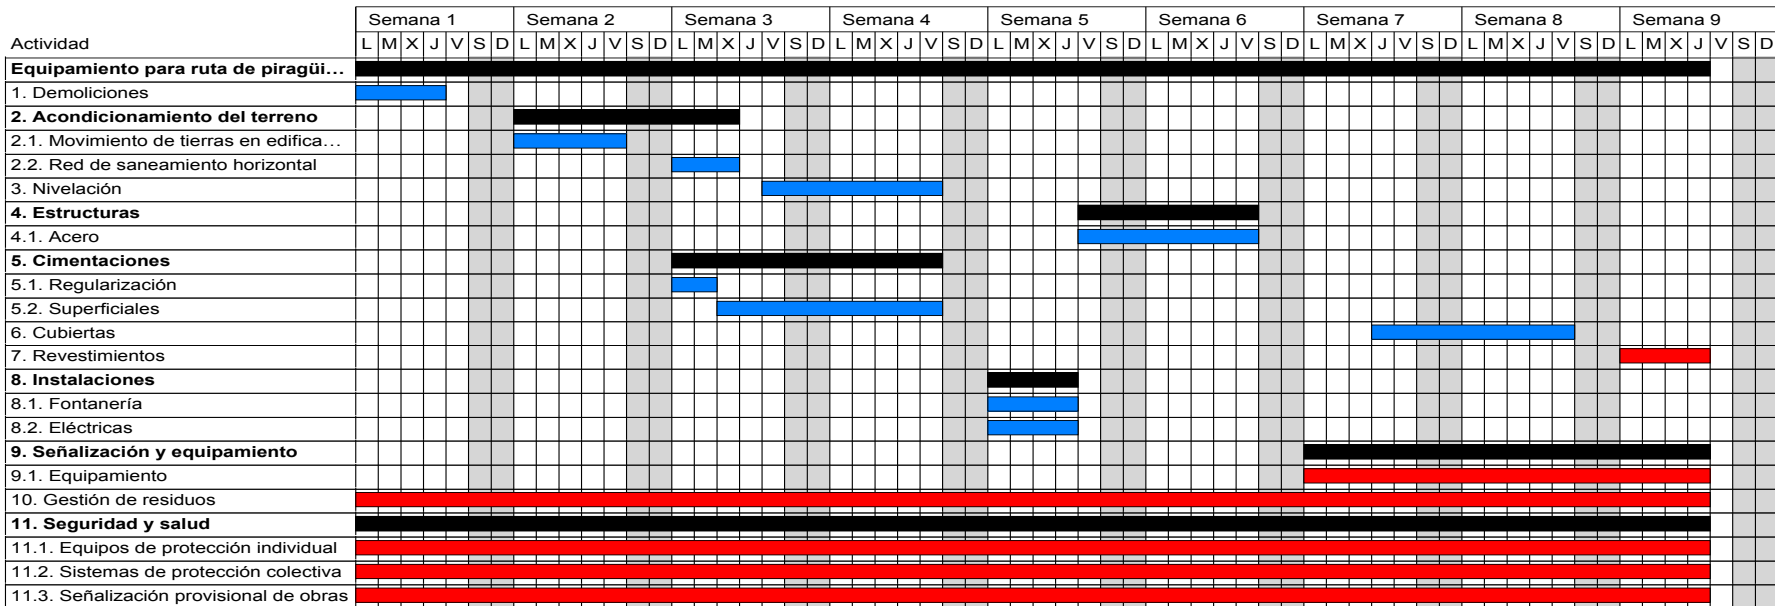 Semana 1 Semana 2 Semana 3 Semana 4 Semana 5 Semana 6 Semana 7 Semana 8 Semana 9
Actividad L M X J V S D L M X J V S D L M X J V S D L M X J V S D L M X J V S D L M X J V S D L M X J V S D L M X J V S D L M X J V S D
Equipamiento para ruta de piragüi...
1. Demoliciones
2. Acondicionamiento del terreno
2.1. Movimiento de tierras en edifica...
2.2. Red de saneamiento horizontal
3. Nivelación
4. Estructuras
4.1. Acero
5. Cimentaciones
5.1. Regularización
5.2. Superficiales
6. Cubiertas
7. Revestimientos
8. Instalaciones
8.1. Fontanería
8.2. Eléctricas
9. Señalización y equipamiento
9.1. Equipamiento
10. Gestión de residuos
11. Seguridad y salud
11.1. Equipos de protección individual
11.2. Sistemas de protección colectiva
11.3. Señalización provisional de obras